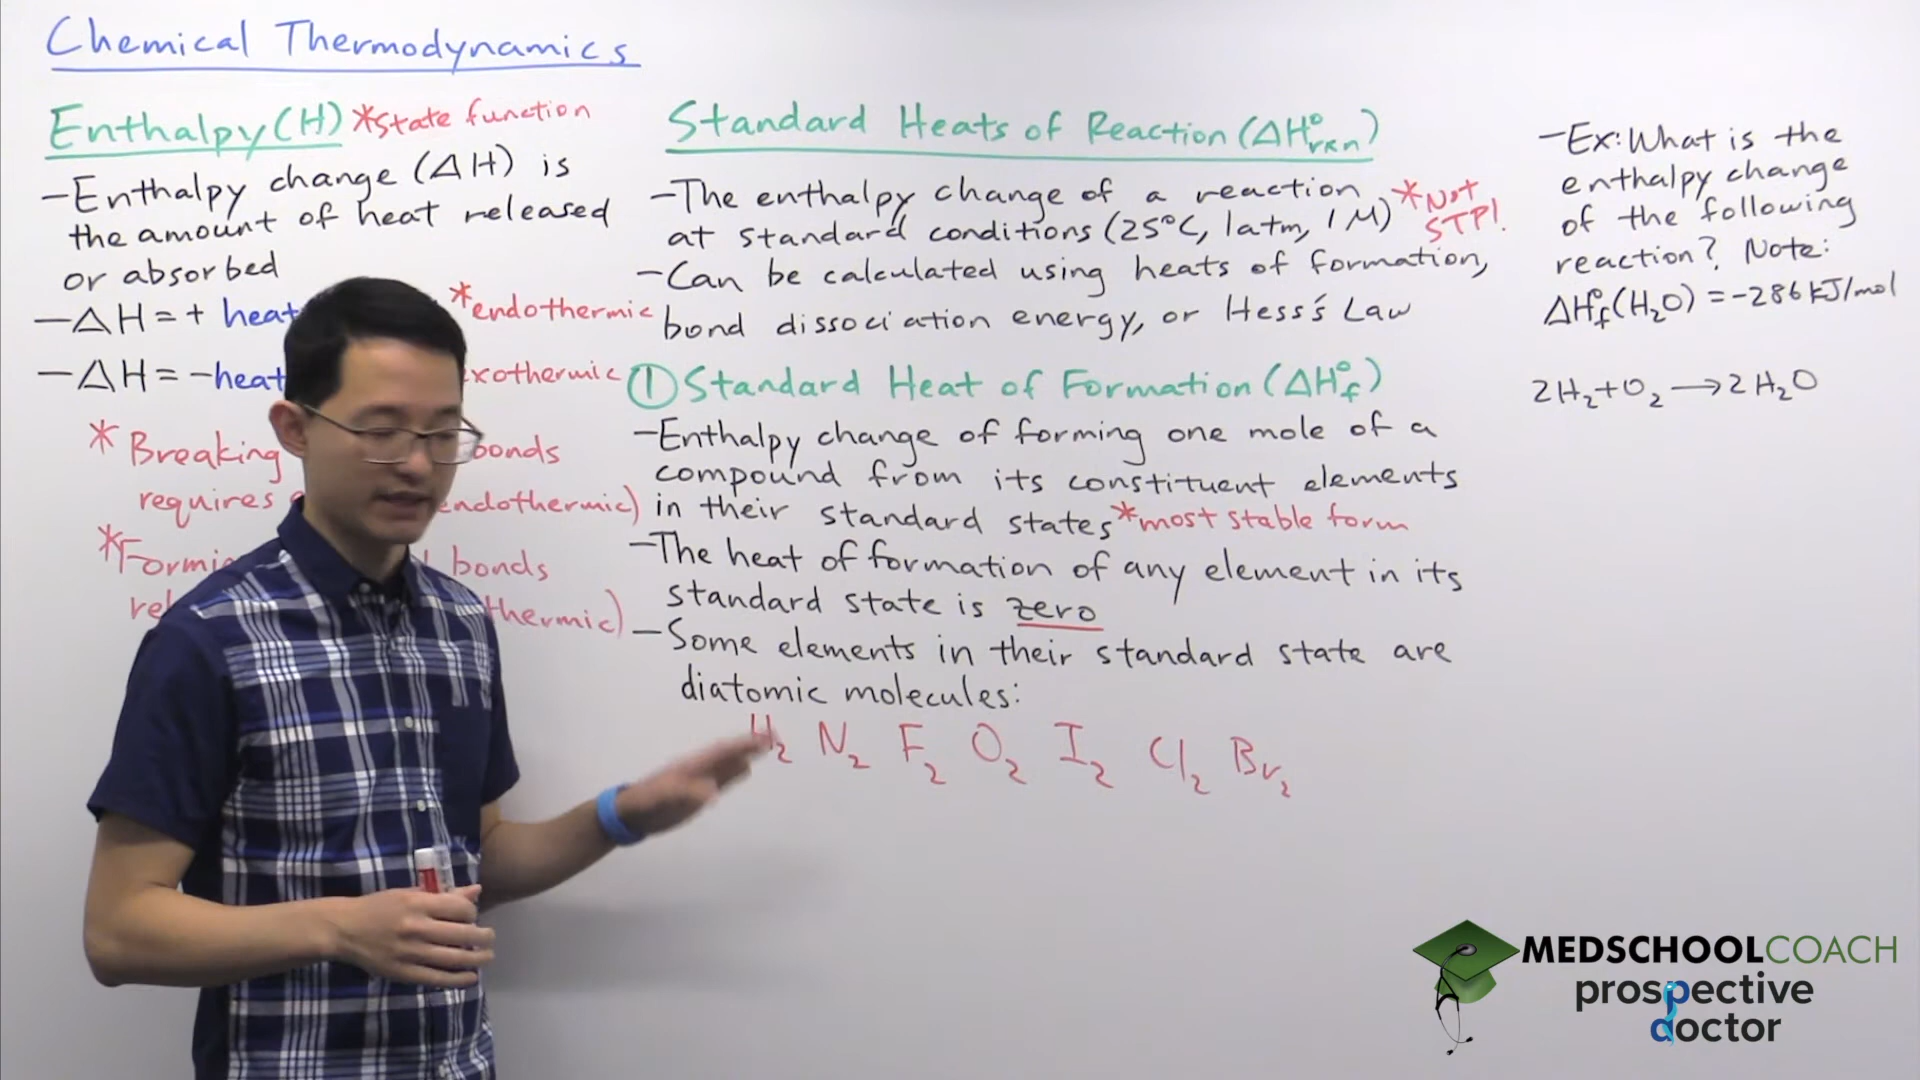 Chemical Thermodynamics
Enthalpy (H) *State function
-Enthalpy change (ΔH) is
the amount of heat released
or absorbed
-ΔH = + heat *endothermic
-ΔH = -heat exothermic
* Breaking bonds
requires endothermic)
* bonds
thermic)
Standard Heats of Reaction (ΔH°rxn)
-The enthalpy change of a reaction
at standard conditions (25°C, 1atm, 1 M) *Not STP!
-Can be calculated using heats of formation,
bond dissociation energy, or Hess's Law
① Standard Heat of Formation (ΔH°f)
-Enthalpy change of forming one mole of a
compound from its constituent elements
in their standard states *most stable form
-The heat of formation of any element in its
standard state is zero
-Some elements in their standard state are
diatomic molecules:
H₂ N₂ F₂ O₂ I₂ Cl₂ Br₂
-Ex: What is the
enthalpy change
of the following
reaction? Note:
ΔH°f(H₂O) = -286 kJ/mol
2H₂+O₂ → 2H₂O
MEDSCHOOLCOACH
prospective
doctor